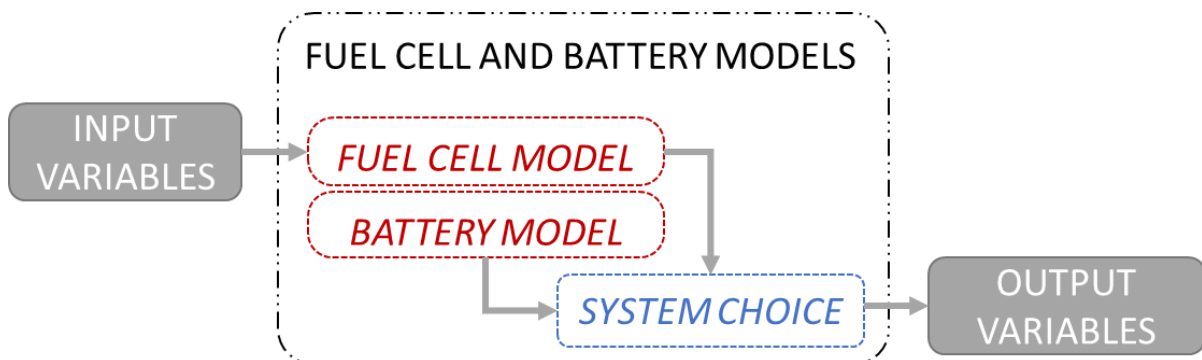 FUEL CELL AND BATTERY MODELS
INPUT
VARIABLES
FUEL CELL MODEL
BATTERY MODEL
SYSTEM CHOICE
OUTPUT
VARIABLES